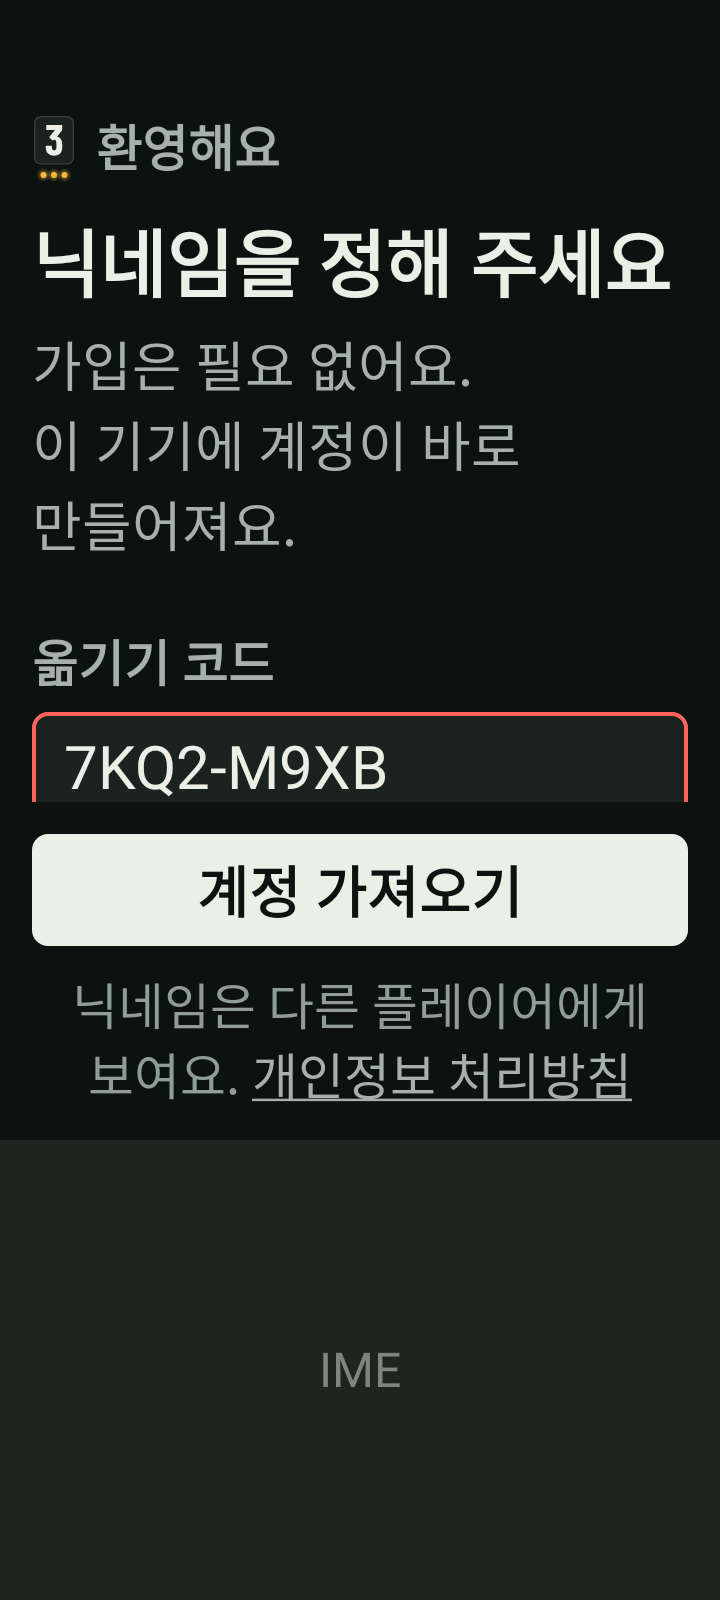 3 환영해요
닉네임을 정해 주세요
가입은 필요 없어요.
이 기기에 계정이 바로
만들어져요.
옮기기 코드
7KQ2-M9XB
계정 가져오기
닉네임은 다른 플레이어에게
보여요. 개인정보 처리방침
IME